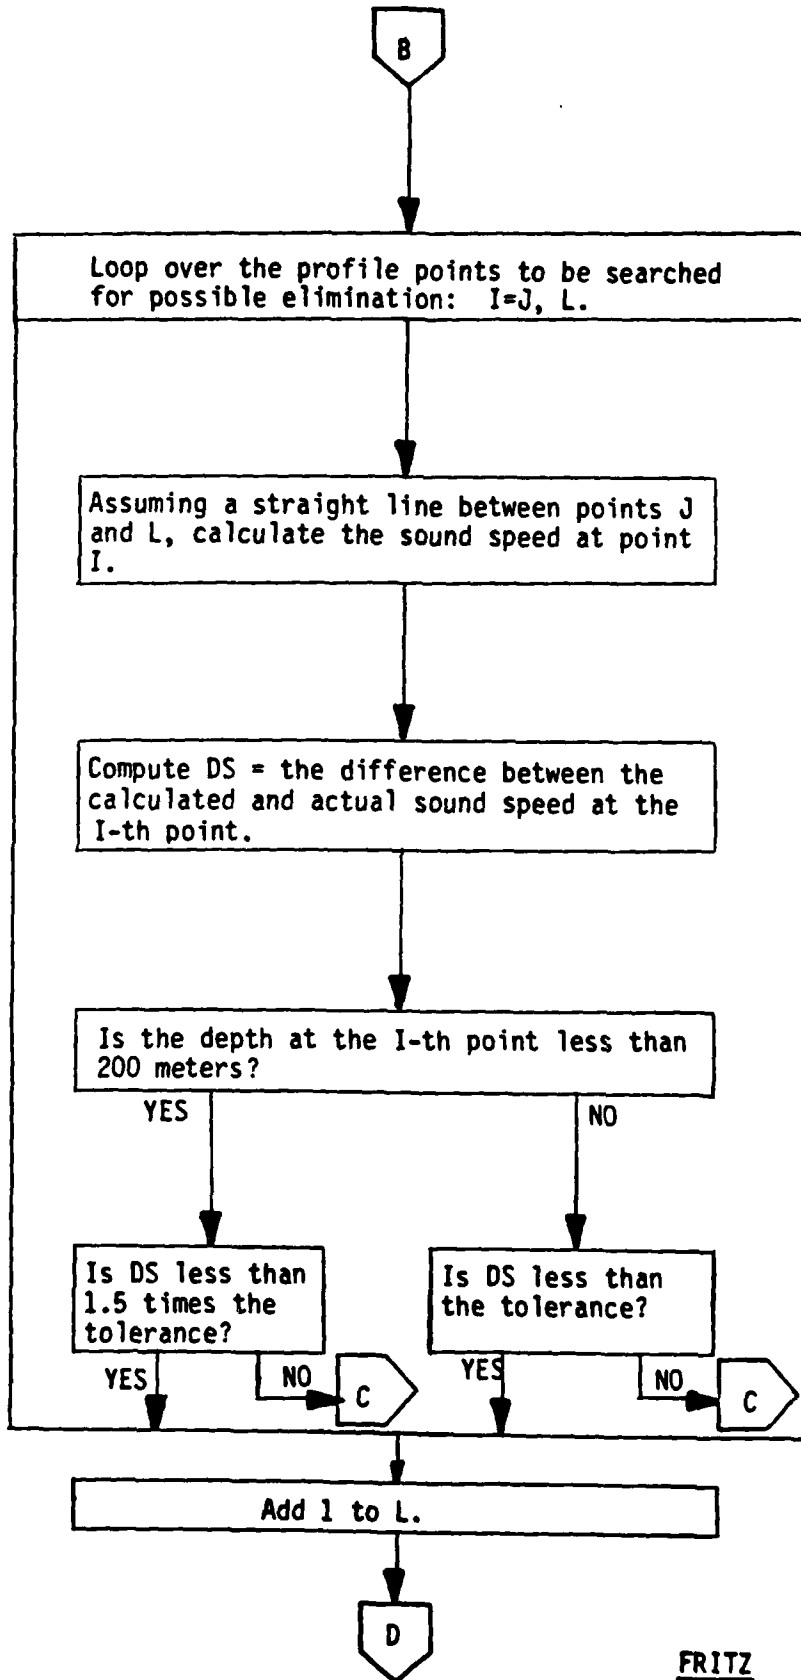 B
Loop over the profile points to be searched
for possible elimination: I=J, L.
Assuming a straight line between points J
and L, calculate the sound speed at point
I.
Compute DS = the difference between the
calculated and actual sound speed at the
I-th point.
Is the depth at the I-th point less than
200 meters?
YES
NO
Is DS less than
1.5 times the
tolerance?
Is DS less than
the tolerance?
YES
NO
C
YES
NO
C
Add 1 to L.
D
FRITZ